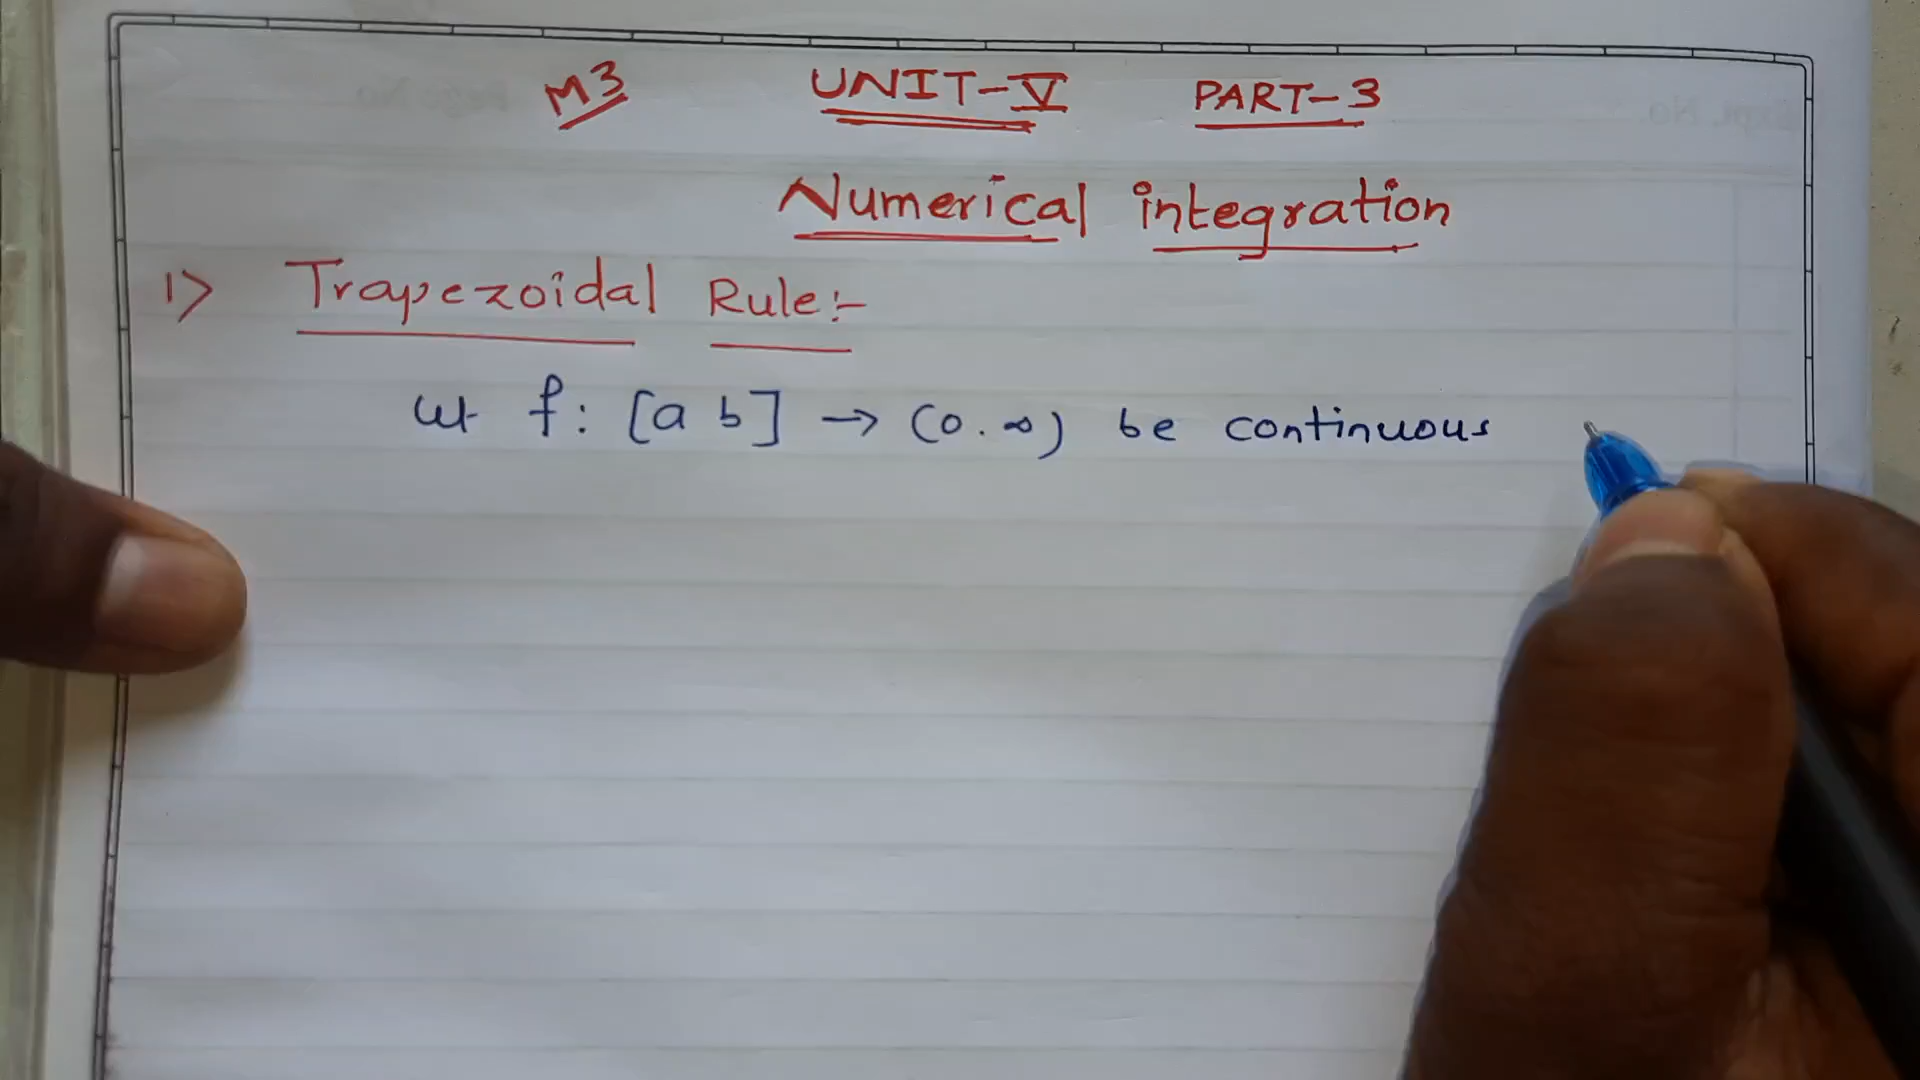 M3 UNIT-V PART-3
Numerical integration
1> Trapezoidal Rule:-
let f: [a b] → (0. ∞) be continuous